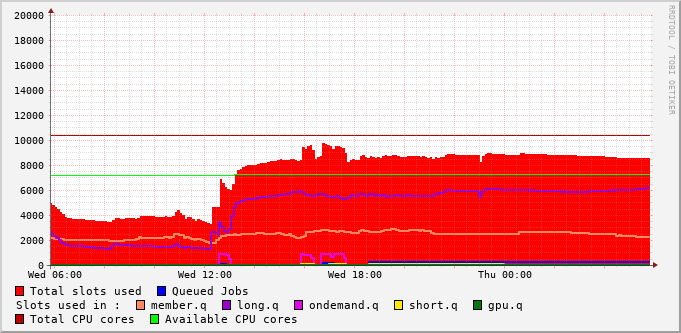 RRDTOOL / TOBI OETIKER
20000
18000
16000
14000
12000
10000
8000
6000
4000
2000
0
Wed 06:00 Wed 12:00 Wed 18:00 Thu 00:00
Total slots used Queued Jobs
Slots used in : member.q long.q ondemand.q short.q gpu.q
Total CPU cores Available CPU cores